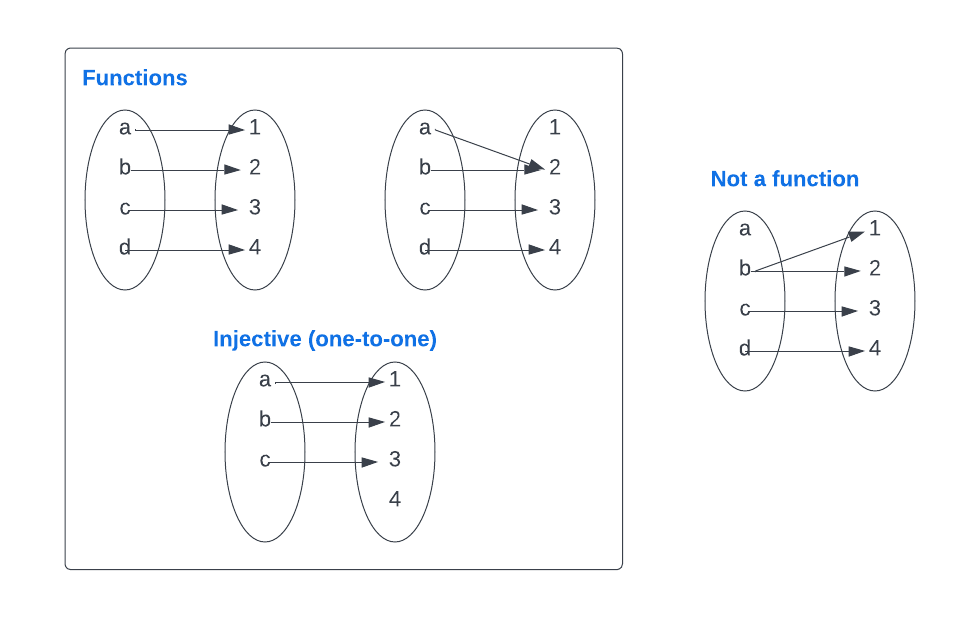 Functions
a 1 a 1
b 2 b 2
c 3 c 3
d 4 d 4
Not a function
a 1
b 2
c 3
d 4
Injective (one-to-one)
a 1
b 2
c 3
4